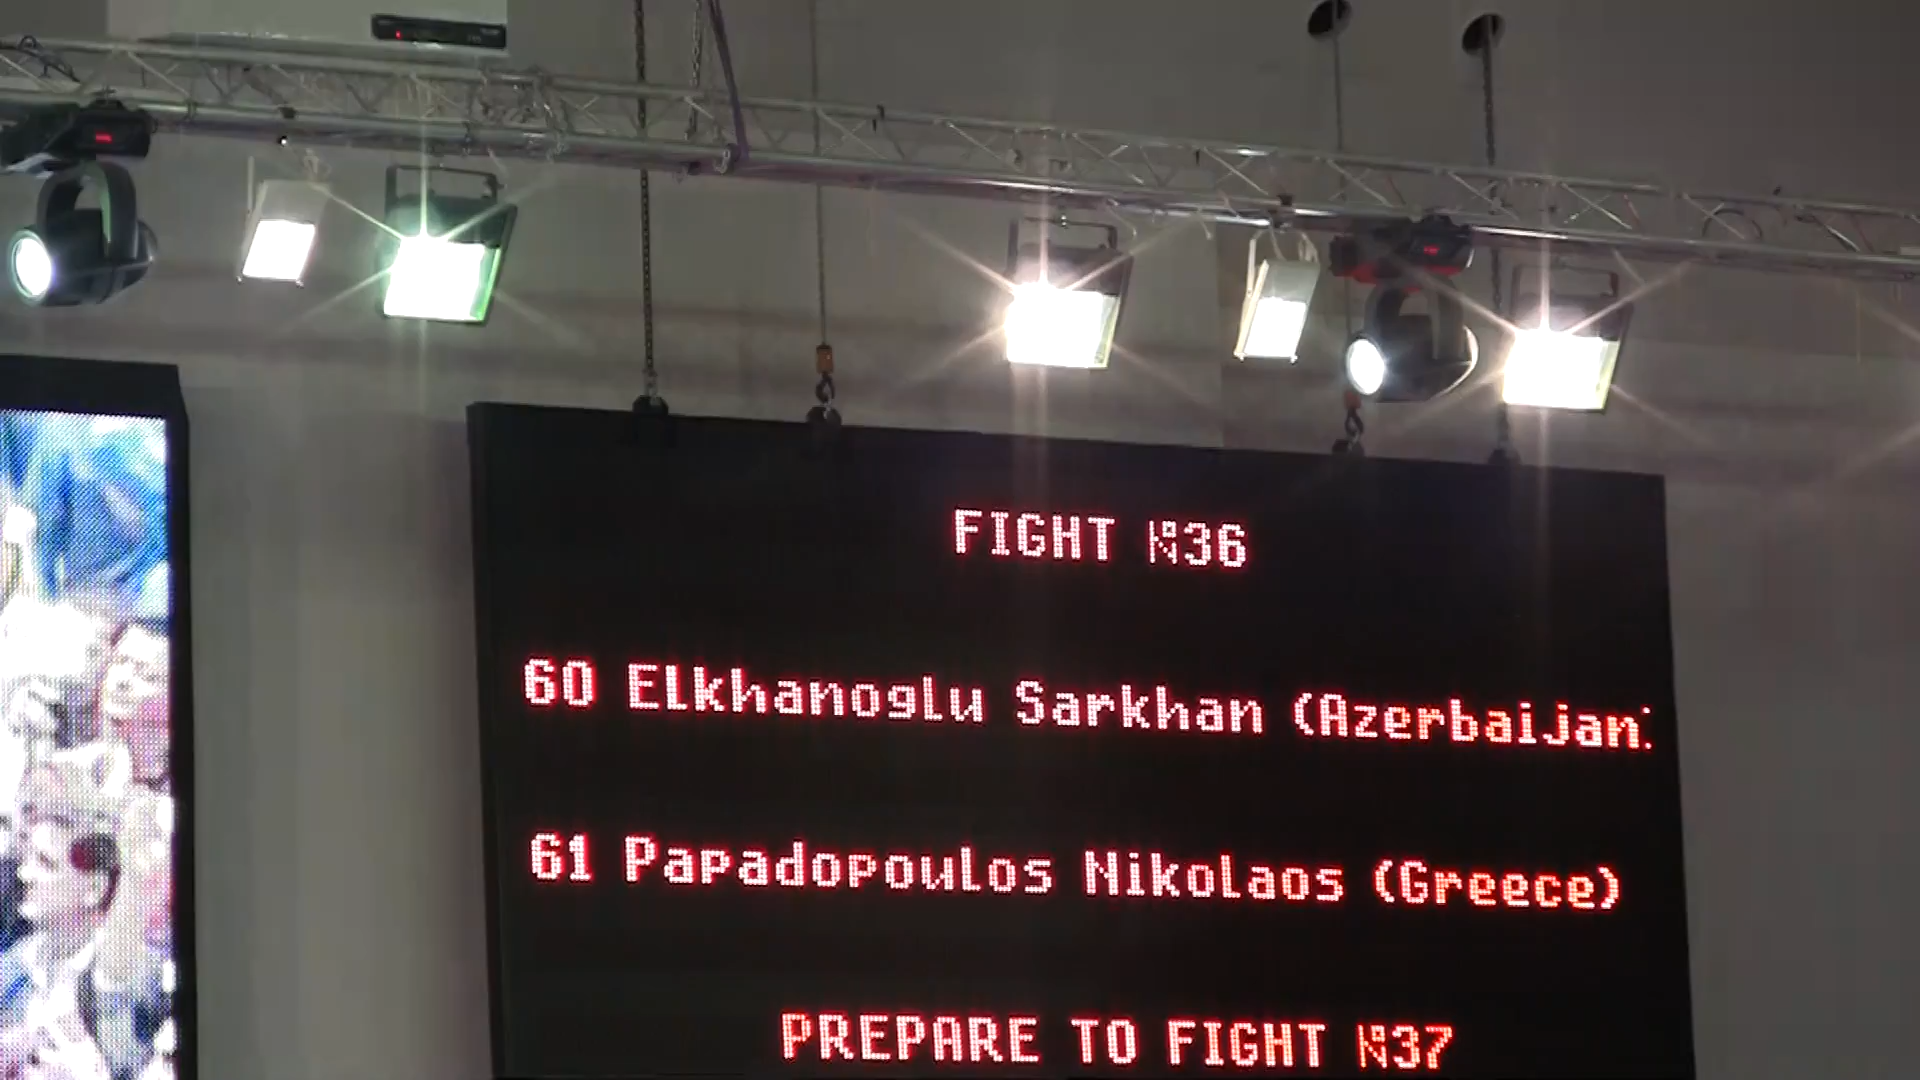 FIGHT №36
60 Elkhanoglu Sarkhan (Azerbaijan)
61 Papadopoulos Nikolaos (Greece)
PREPARE TO FIGHT №37